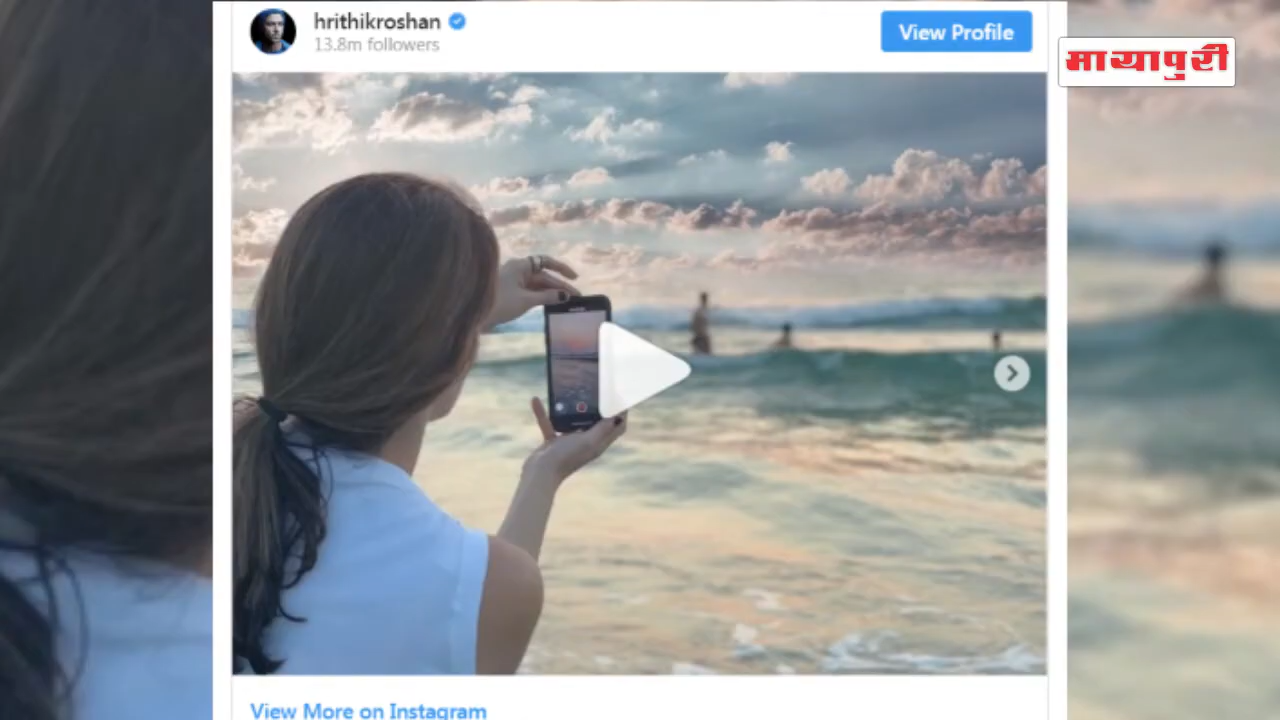 hrithikroshan
13.8m followers
View Profile
मायापुरी
View More on Instagram